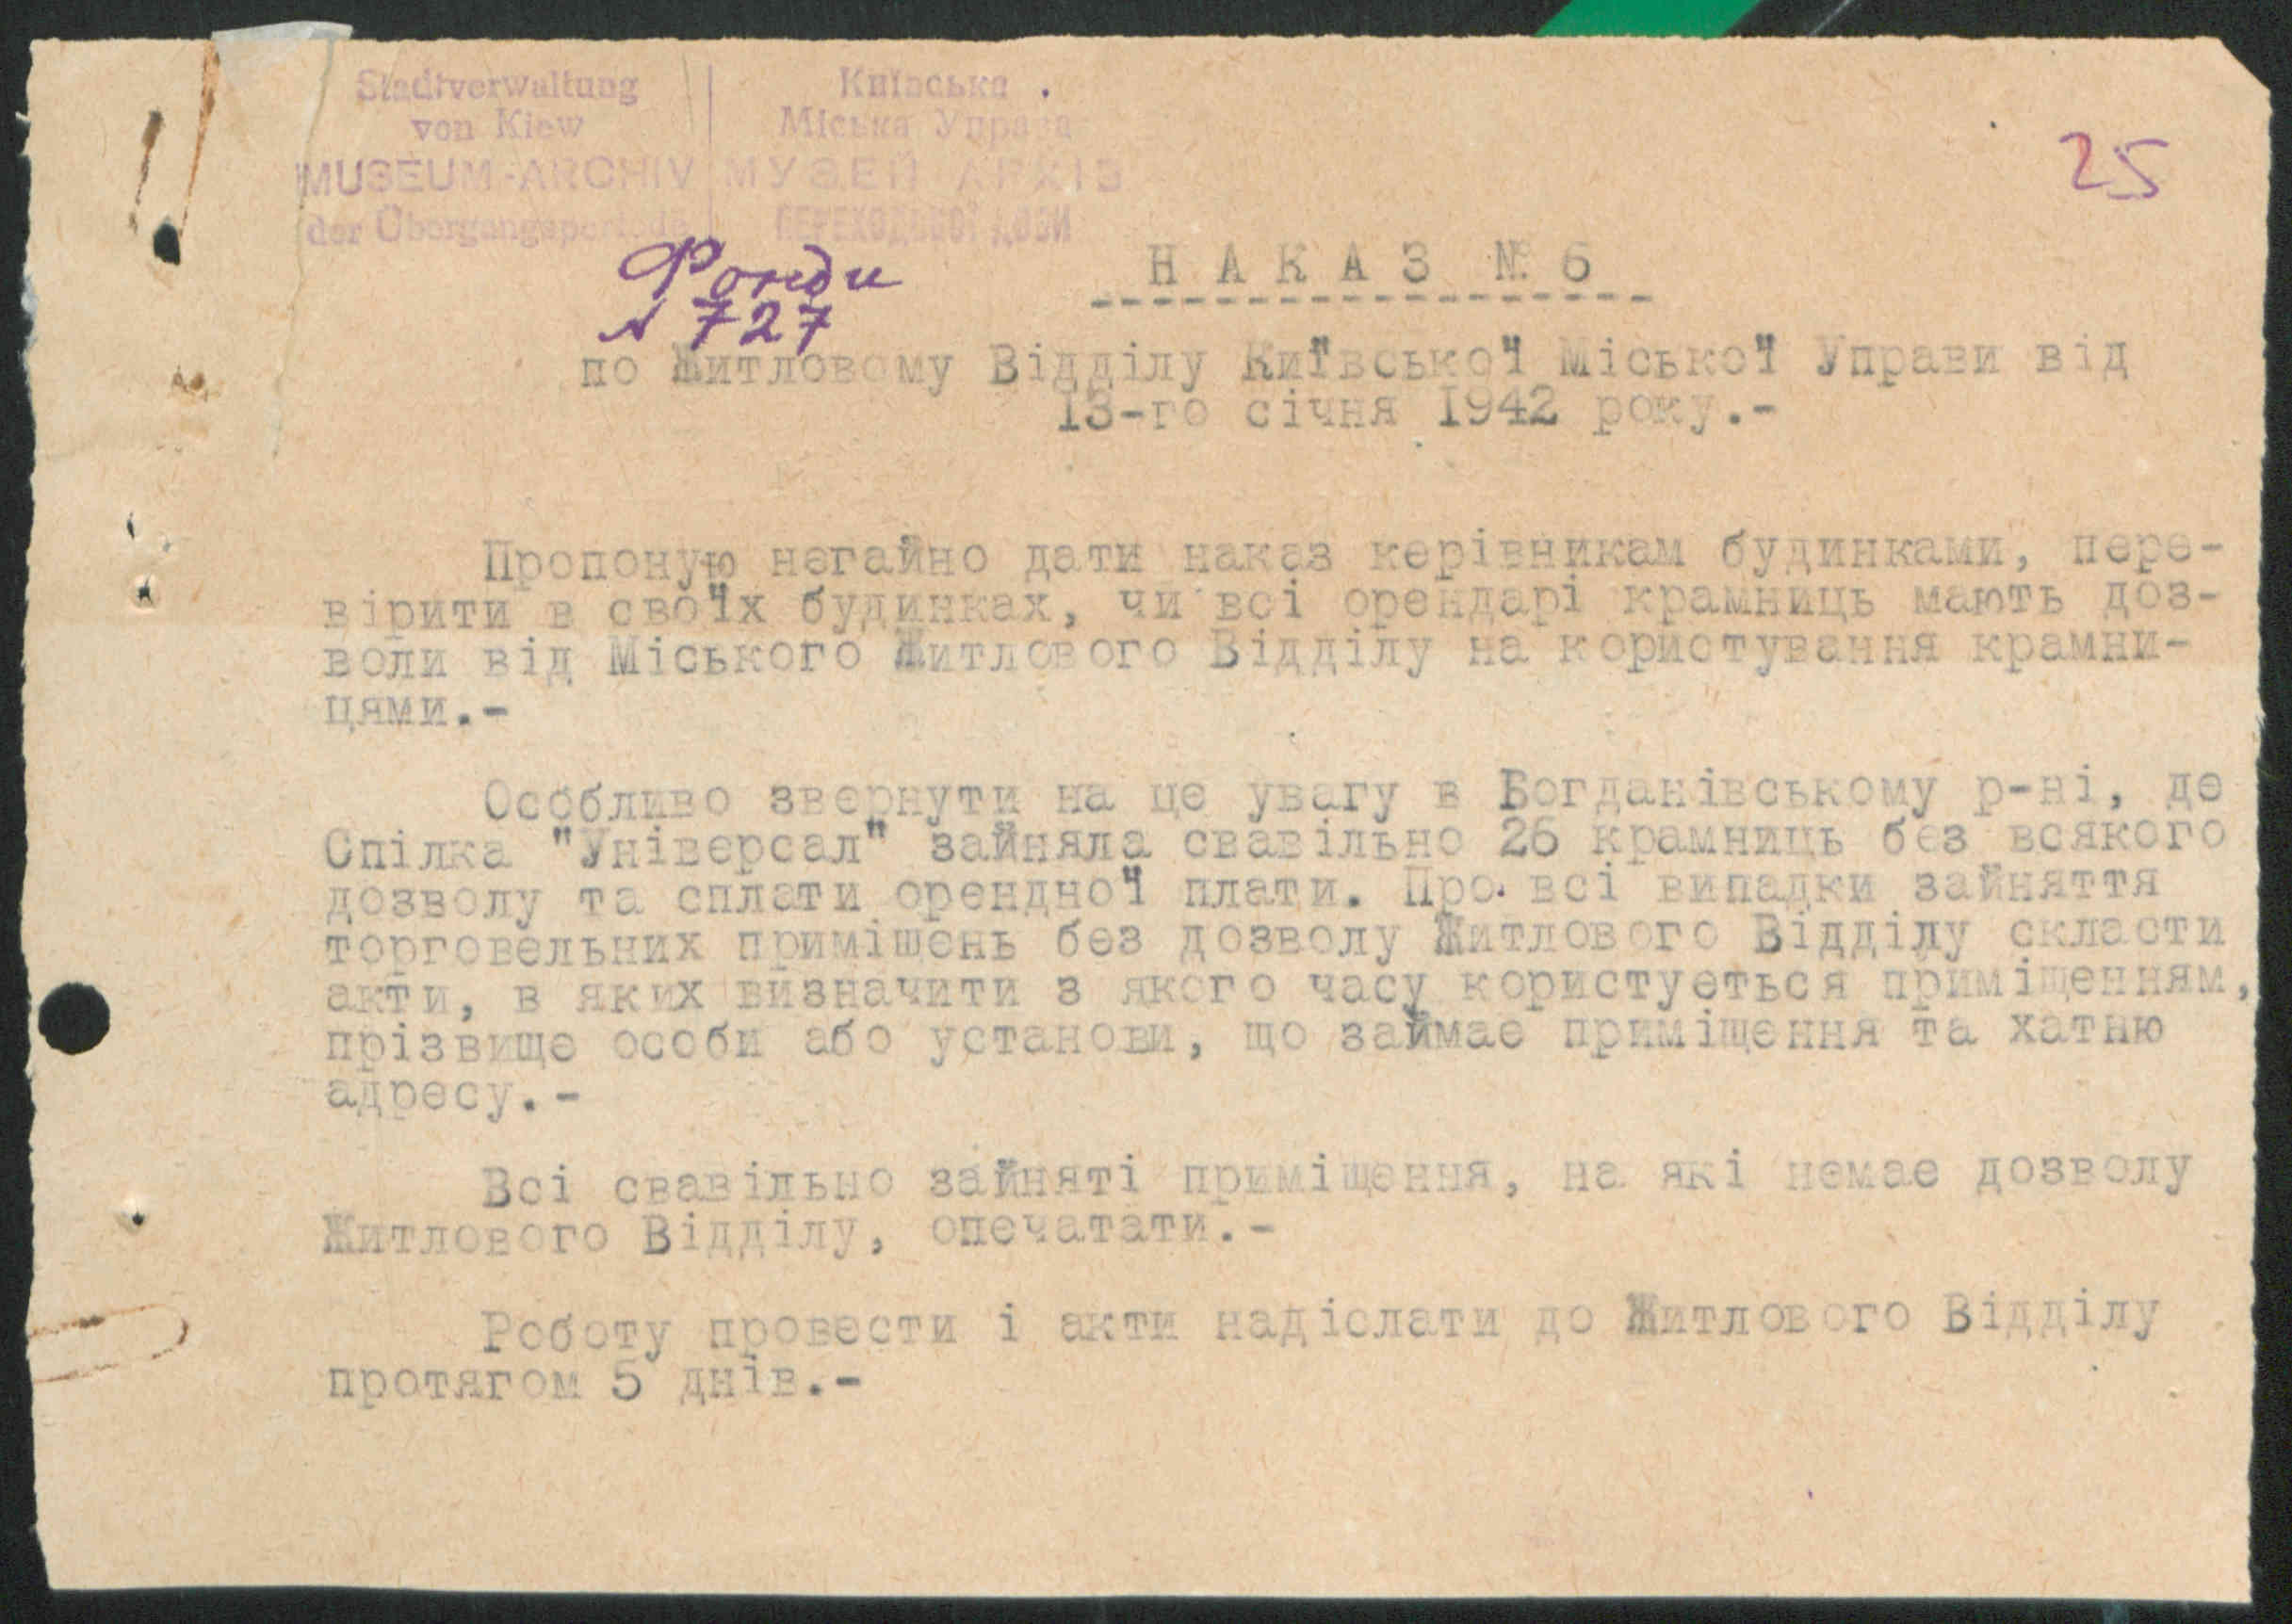 Stadtverwaltung
von Kiew
MUSEUM-ARCHIV
der Übergangsperiode
Київська
Міська Управа
МУЗЕЙ АРХІВ
ПЕРЕХОДОВОЇ ДОБИ
25
Фонди
№ 727
НАКАЗ № 6
по Житловому Відділу Київської Міської Управи від
13-го січня 1942 року.-
Пропоную негайно дати наказ керівникам будинками, пере-
вірити в своїх будинках, чи всі орендарі крамниць мають доз-
воли від Міського Житлового Відділу на користування крамни-
цями.-
Особливо звернути на це увагу в Богданівському р-ні, де
Спілка "Універсал" зайняла свавільно 26 крамниць без всякого
дозволу та сплати орендної плати. Про всі випадки зайняття
торговельних приміщень без дозволу Житлового Відділу скласти
акти, в яких визначити з якого часу користується приміщенням,
прізвище особи або установи, що займає приміщення та хатню
адресу.-
Всі свавільно зайняті приміщення, на які немає дозволу
Житлового Відділу, опечатати.-
Роботу провести і акти надіслати до Житлового Відділу
протягом 5 днів.-